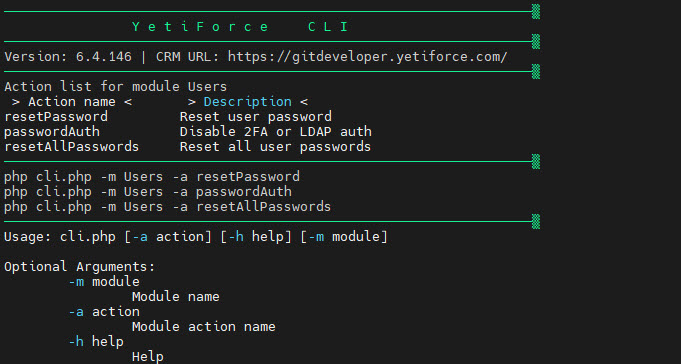 YetiForce CLI
Version: 6.4.146 | CRM URL: https://gitdeveloper.yetiforce.com/
Action list for module Users
> Action name < > Description <
resetPassword Reset user password
passwordAuth Disable 2FA or LDAP auth
resetAllPasswords Reset all user passwords
php cli.php -m Users -a resetPassword
php cli.php -m Users -a passwordAuth
php cli.php -m Users -a resetAllPasswords
Usage: cli.php [-a action] [-h help] [-m module]
Optional Arguments:
-m module
Module name
-a action
Module action name
-h help
Help